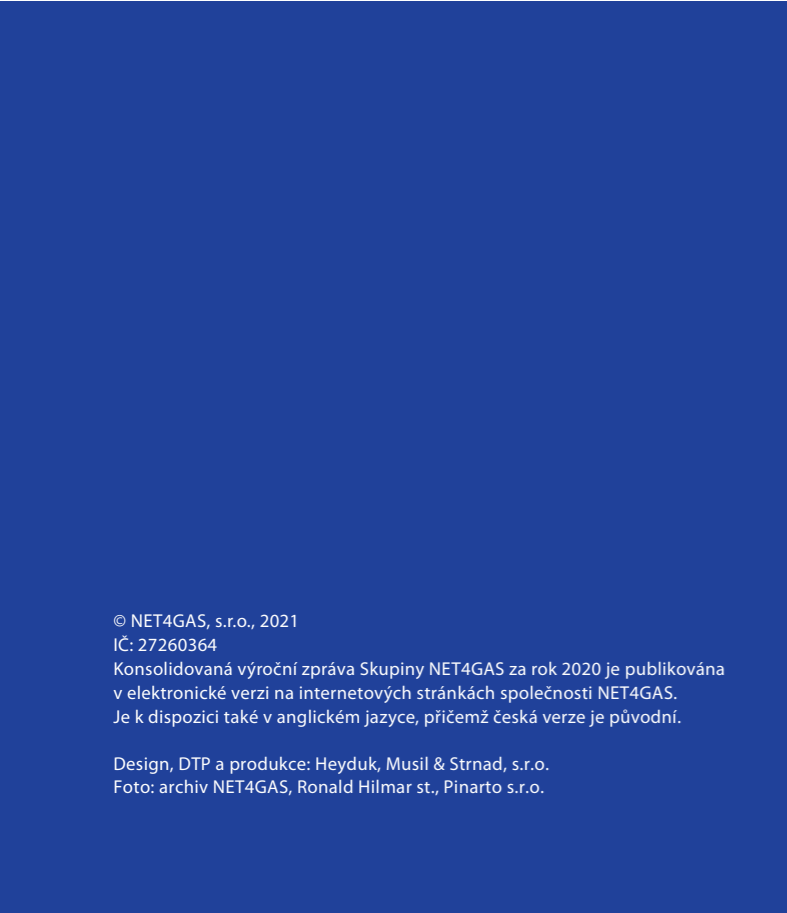 © NET4GAS, s.r.o., 2021
IČ: 27260364
Konsolidovaná výroční zpráva Skupiny NET4GAS za rok 2020 je publikována
v elektronické verzi na internetových stránkách společnosti NET4GAS.
Je k dispozici také v anglickém jazyce, přičemž česká verze je původní.
Design, DTP a produkce: Heyduk, Musil & Strnad, s.r.o.
Foto: archiv NET4GAS, Ronald Hilmar st., Pinarto s.r.o.